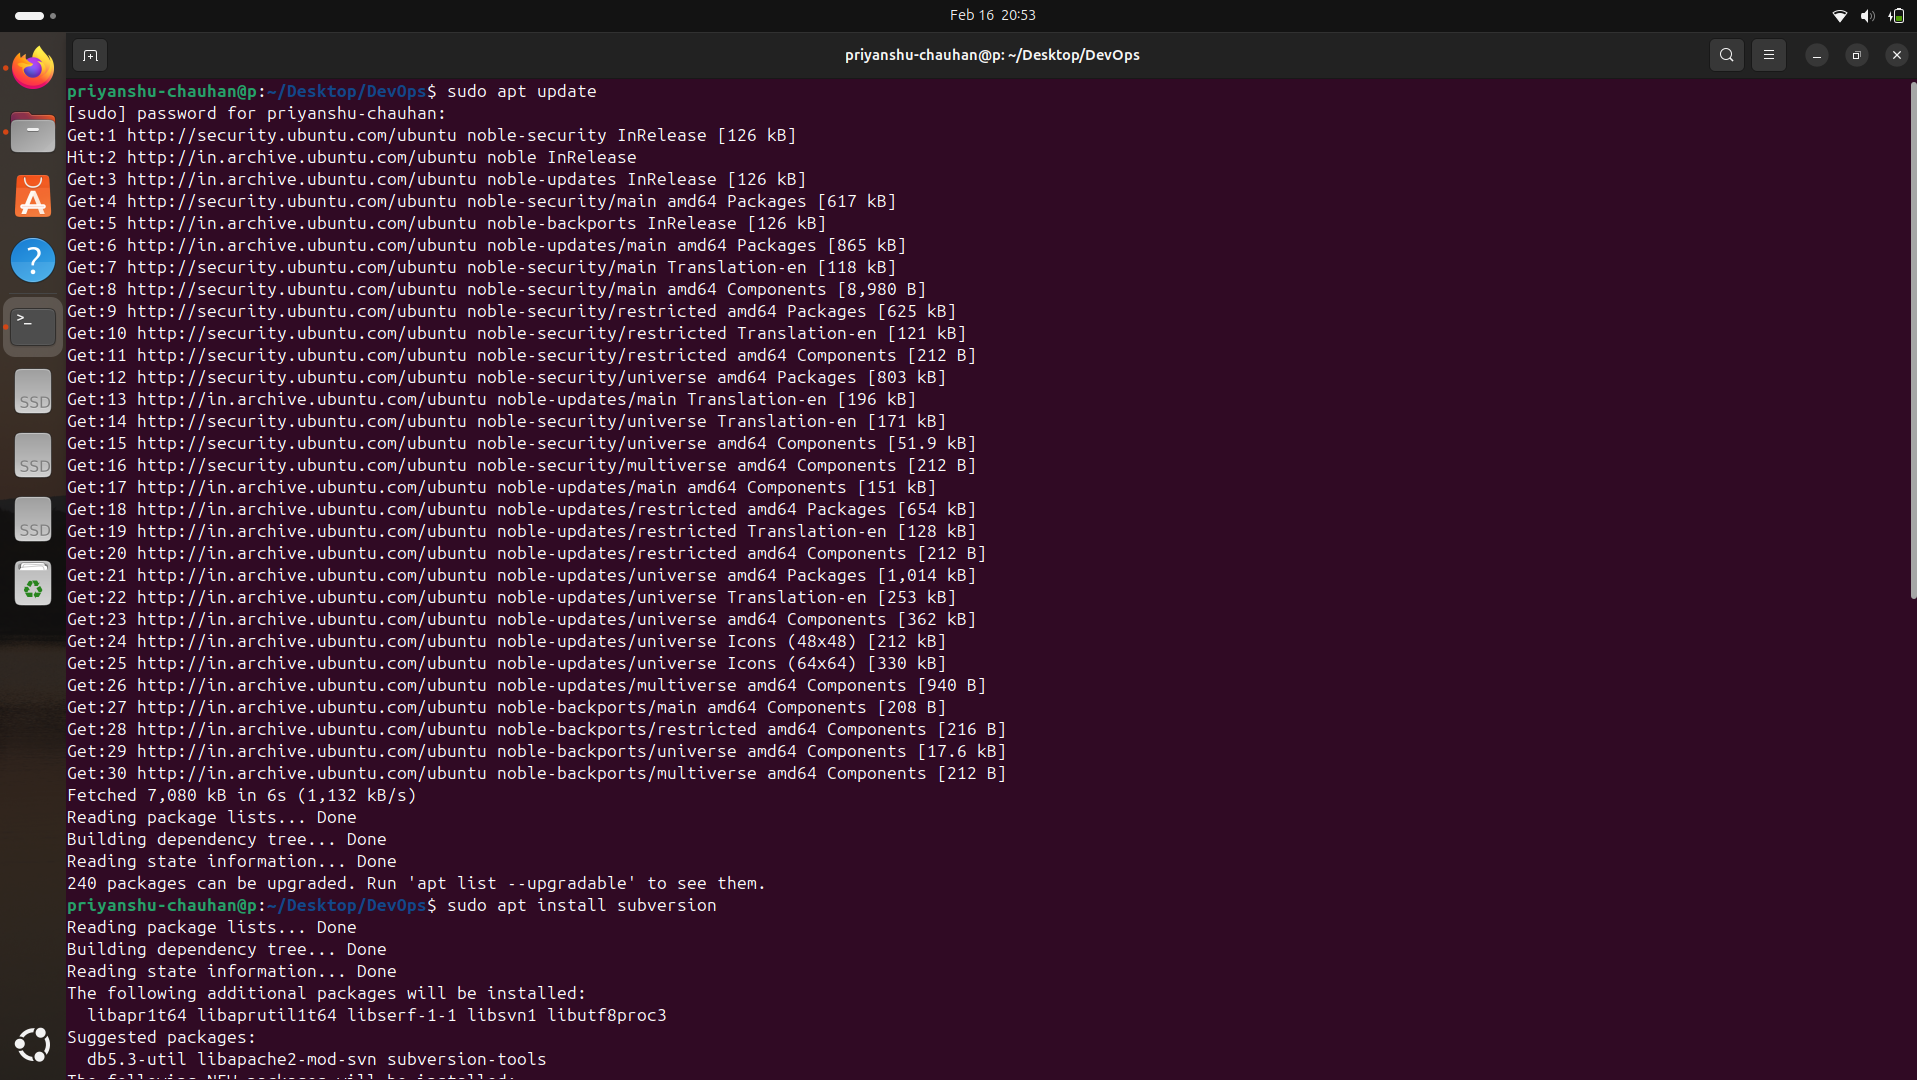 Feb 16 20:53
priyanshu-chauhan@p: ~/Desktop/DevOps
priyanshu-chauhan@p:~/Desktop/DevOps$ sudo apt update
[sudo] password for priyanshu-chauhan:
Get:1 http://security.ubuntu.com/ubuntu noble-security InRelease [126 kB]
Hit:2 http://in.archive.ubuntu.com/ubuntu noble InRelease
Get:3 http://in.archive.ubuntu.com/ubuntu noble-updates InRelease [126 kB]
Get:4 http://security.ubuntu.com/ubuntu noble-security/main amd64 Packages [617 kB]
Get:5 http://in.archive.ubuntu.com/ubuntu noble-backports InRelease [126 kB]
Get:6 http://in.archive.ubuntu.com/ubuntu noble-updates/main amd64 Packages [865 kB]
Get:7 http://security.ubuntu.com/ubuntu noble-security/main Translation-en [118 kB]
Get:8 http://security.ubuntu.com/ubuntu noble-security/main amd64 Components [8,980 B]
Get:9 http://security.ubuntu.com/ubuntu noble-security/restricted amd64 Packages [625 kB]
Get:10 http://security.ubuntu.com/ubuntu noble-security/restricted Translation-en [121 kB]
Get:11 http://security.ubuntu.com/ubuntu noble-security/restricted amd64 Components [212 B]
Get:12 http://security.ubuntu.com/ubuntu noble-security/universe amd64 Packages [803 kB]
Get:13 http://in.archive.ubuntu.com/ubuntu noble-updates/main Translation-en [196 kB]
Get:14 http://security.ubuntu.com/ubuntu noble-security/universe Translation-en [171 kB]
Get:15 http://security.ubuntu.com/ubuntu noble-security/universe amd64 Components [51.9 kB]
Get:16 http://security.ubuntu.com/ubuntu noble-security/multiverse amd64 Components [212 B]
Get:17 http://in.archive.ubuntu.com/ubuntu noble-updates/main amd64 Components [151 kB]
Get:18 http://in.archive.ubuntu.com/ubuntu noble-updates/restricted amd64 Packages [654 kB]
Get:19 http://in.archive.ubuntu.com/ubuntu noble-updates/restricted Translation-en [128 kB]
Get:20 http://in.archive.ubuntu.com/ubuntu noble-updates/restricted amd64 Components [212 B]
Get:21 http://in.archive.ubuntu.com/ubuntu noble-updates/universe amd64 Packages [1,014 kB]
Get:22 http://in.archive.ubuntu.com/ubuntu noble-updates/universe Translation-en [253 kB]
Get:23 http://in.archive.ubuntu.com/ubuntu noble-updates/universe amd64 Components [362 kB]
Get:24 http://in.archive.ubuntu.com/ubuntu noble-updates/universe Icons (48x48) [212 kB]
Get:25 http://in.archive.ubuntu.com/ubuntu noble-updates/universe Icons (64x64) [330 kB]
Get:26 http://in.archive.ubuntu.com/ubuntu noble-updates/multiverse amd64 Components [940 B]
Get:27 http://in.archive.ubuntu.com/ubuntu noble-backports/main amd64 Components [208 B]
Get:28 http://in.archive.ubuntu.com/ubuntu noble-backports/restricted amd64 Components [216 B]
Get:29 http://in.archive.ubuntu.com/ubuntu noble-backports/universe amd64 Components [17.6 kB]
Get:30 http://in.archive.ubuntu.com/ubuntu noble-backports/multiverse amd64 Components [212 B]
Fetched 7,080 kB in 6s (1,132 kB/s)
Reading package lists... Done
Building dependency tree... Done
Reading state information... Done
240 packages can be upgraded. Run 'apt list --upgradable' to see them.
priyanshu-chauhan@p:~/Desktop/DevOps$ sudo apt install subversion
Reading package lists... Done
Building dependency tree... Done
Reading state information... Done
The following additional packages will be installed:
  libapr1t64 libaprutil1t64 libserf-1-1 libsvn1 libutf8proc3
Suggested packages:
  db5.3-util libapache2-mod-svn subversion-tools
The following NEW packages will be installed:
SSD
SSD
SSD